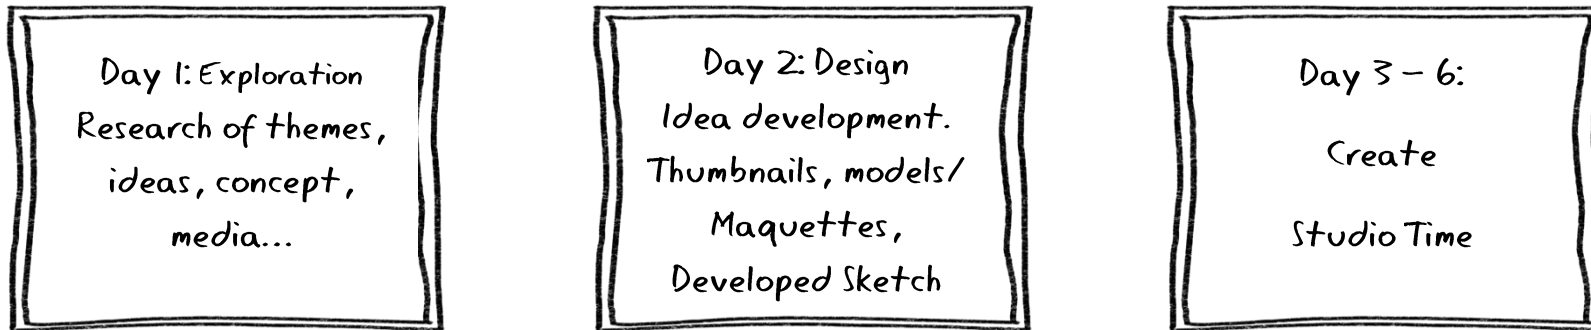 Day 1: Exploration
Research of themes,
ideas, concept,
media...
Day 2: Design
Idea development.
Thumbnails, models/
Maquettes,
Developed Sketch
Day 3 – 6:
Create
Studio Time